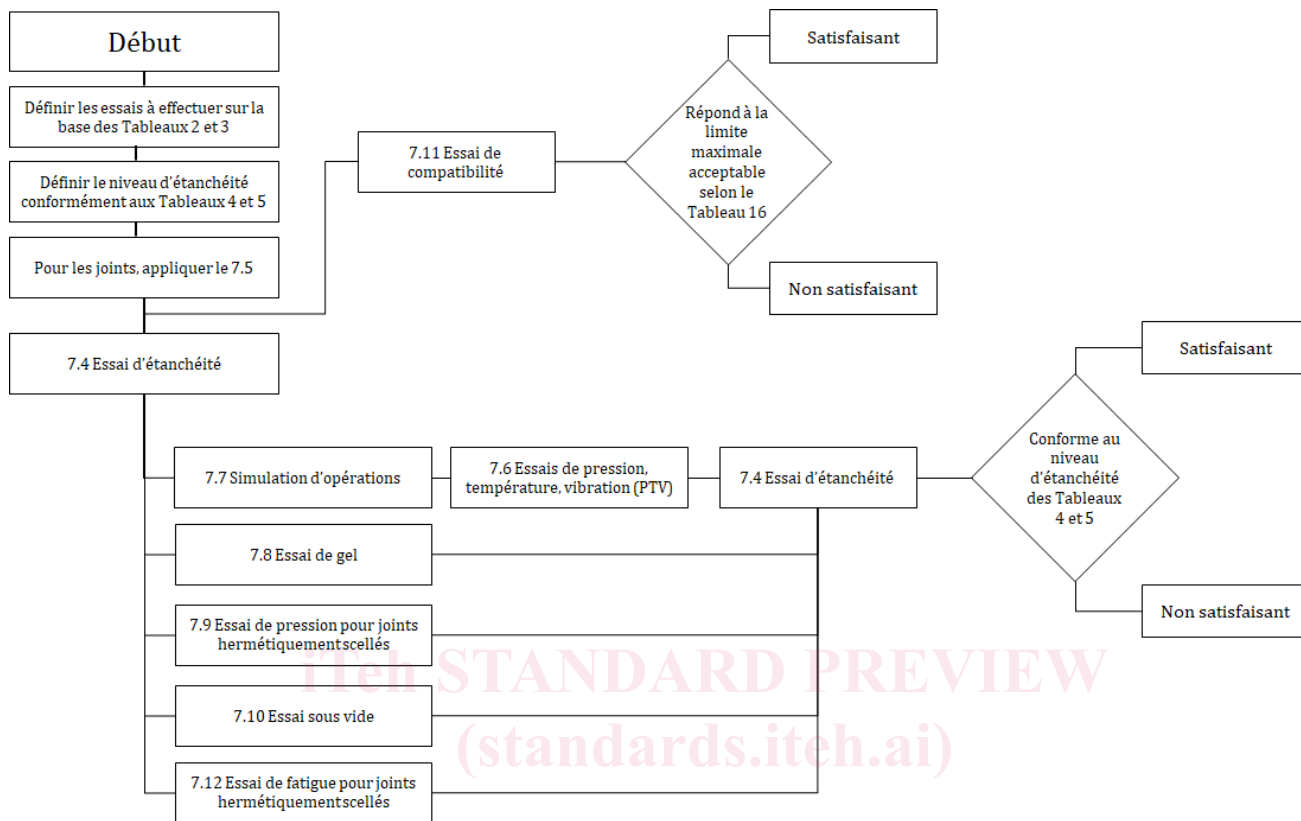 Début
Définir les essais à effectuer sur la
base des Tableaux 2 et 3
Définir le niveau d'étanchéité
conformément aux Tableaux 4 et 5
Pour les joints, appliquer le 7.5
7.4 Essai d'étanchéité
7.11 Essai de
compatibilité
Répond à la
limite
maximale
acceptable
selon le
Tableau 16
Satisfaisant
Non satisfaisant
7.7 Simulation d'opérations
7.6 Essais de pression,
température, vibration (PTV)
7.4 Essai d'étanchéité
Conforme au
niveau
d'étanchéité
des Tableaux
4 et 5
Satisfaisant
Non satisfaisant
7.8 Essai de gel
7.9 Essai de pression pour joints
hermétiquement scellés
7.10 Essai sous vide
7.12 Essai de fatigue pour joints
hermétiquement scellés
iTeh STANDARD PREVIEW
(standards.iteh.ai)